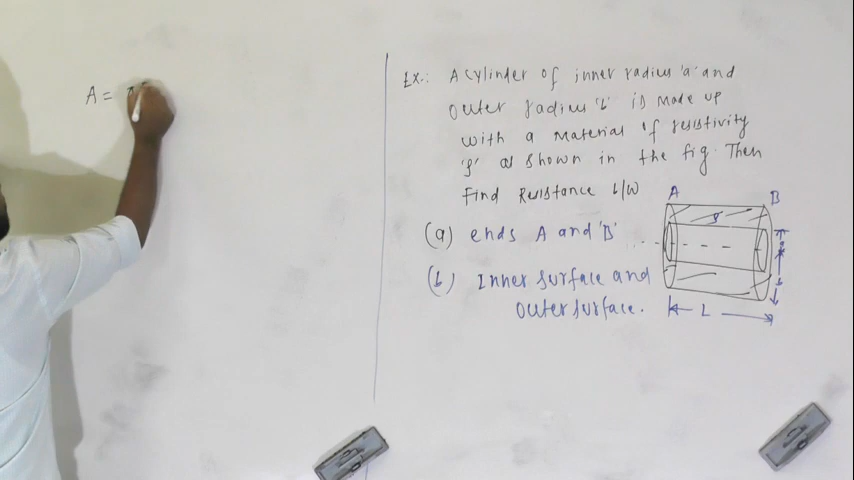 A = π
Ex.: A cylinder of inner radius 'a' and
outer radius 'b' is made up
with a material of resistivity
'ρ' as shown in the fig. Then
Find Resistance b/w
(a) ends A and 'B'
(b) Inner surface and
outer surface.
A B
ρ
b
L